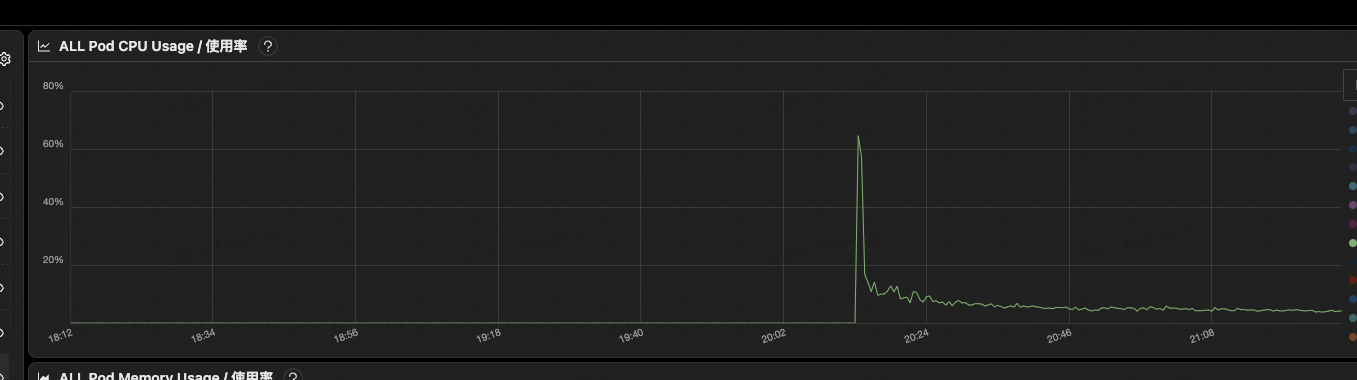 ALL Pod CPU Usage / 使用率 ?
80%
60%
40%
20%
18:12 18:34 18:56 19:18 19:40 20:02 20:24 20:46 21:08
ALL Pod Memory Usage / 使用率 ?